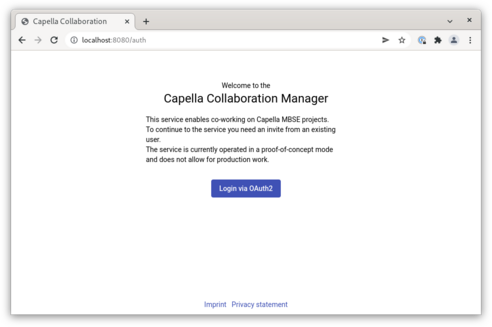 Capella Collaboration
localhost:8080/auth
Welcome to the
Capella Collaboration Manager
This service enables co-working on Capella MBSE projects.
To continue to the service you need an invite from an existing
user.
The service is currently operated in a proof-of-concept mode
and does not allow for production work.
Login via OAuth2
Imprint Privacy statement